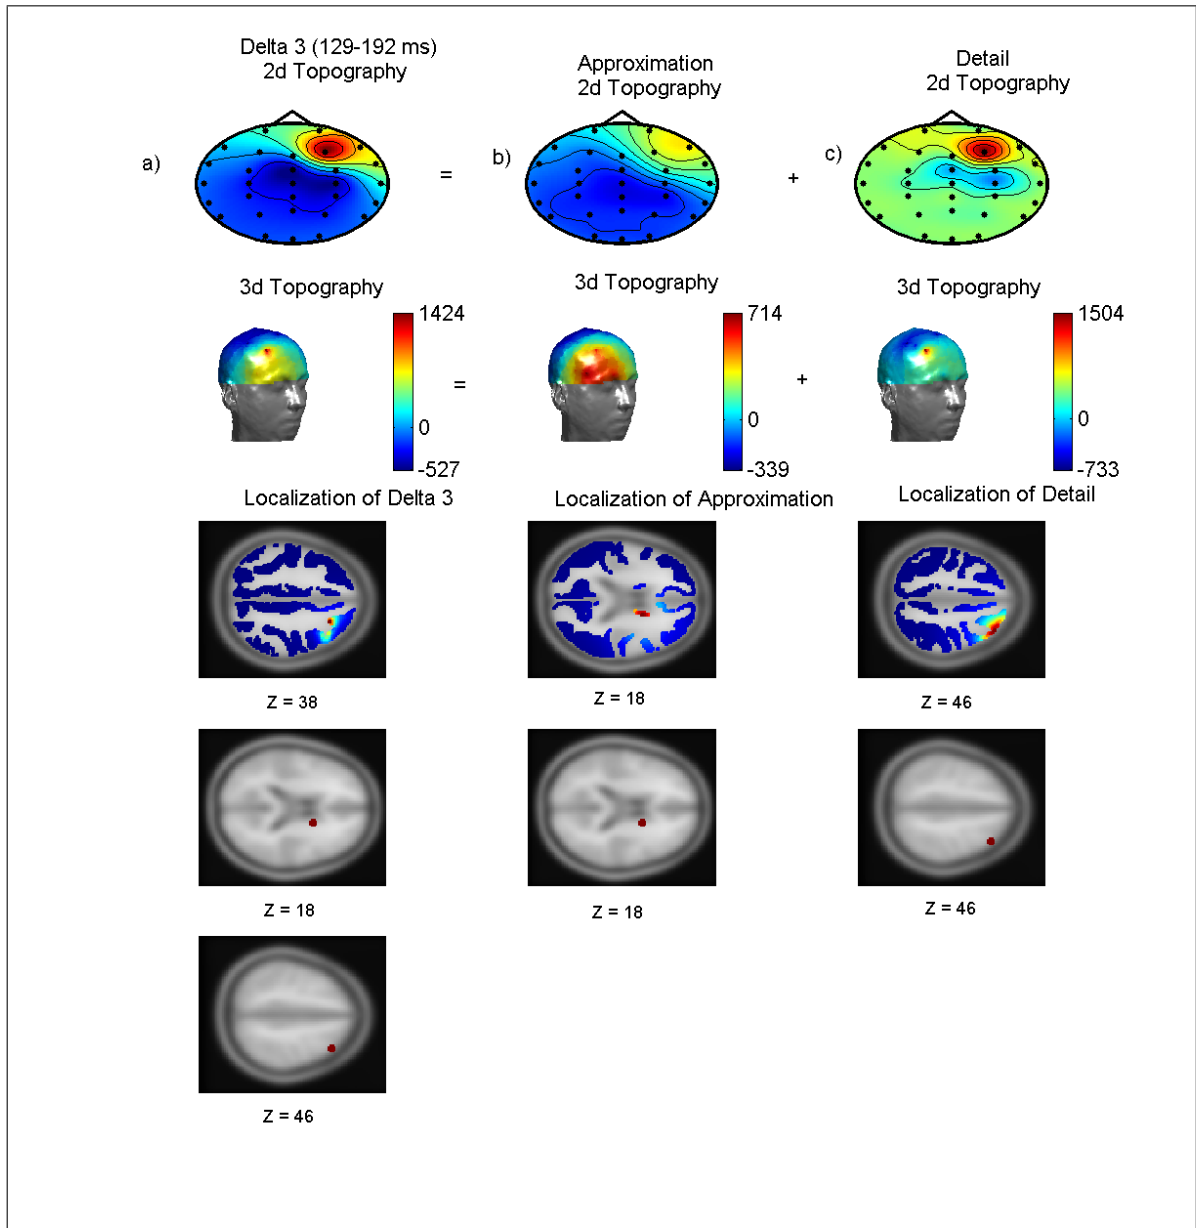 Delta 3 (129-192 ms)
2d Topography
Approximation
2d Topography
Detail
2d Topography
a)
=
b)
+
c)
3d Topography
3d Topography
3d Topography
1424
0
-527
=
714
0
-339
+
1504
0
-733
Localization of Delta 3
Localization of Approximation
Localization of Detail
Z = 38
Z = 18
Z = 46
Z = 18
Z = 18
Z = 46
Z = 46